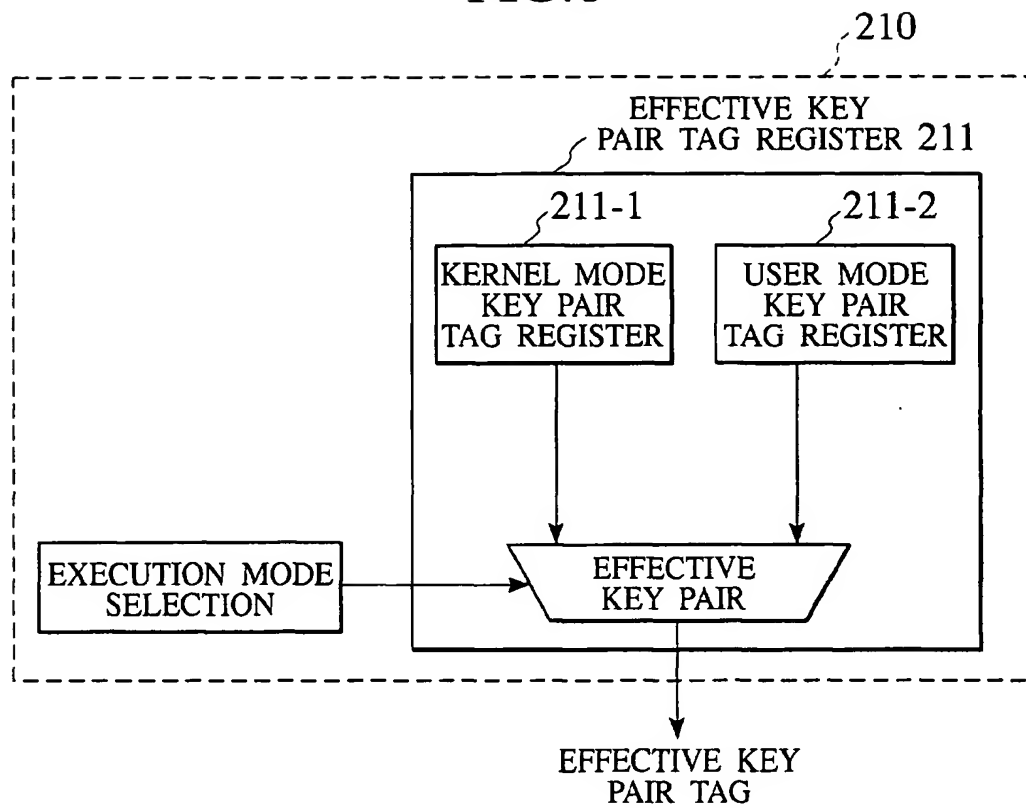 210
EFFECTIVE KEY
PAIR TAG REGISTER 211
211-1
211-2
KERNEL MODE
KEY PAIR
TAG REGISTER
USER MODE
KEY PAIR
TAG REGISTER
EXECUTION MODE
SELECTION
EFFECTIVE
KEY PAIR
EFFECTIVE KEY
PAIR TAG